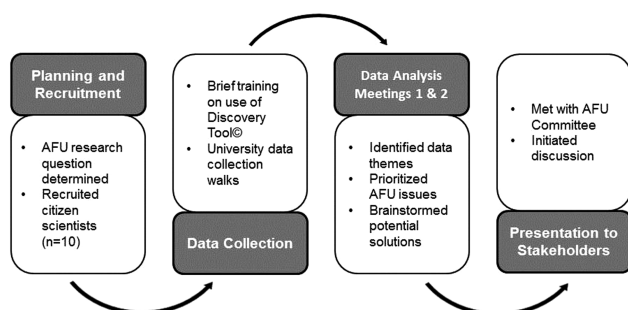 Planning and
Recruitment
• AFU research
question
determined
• Recruited
citizen
scientists
(n=10)
• Brief training
on use of
Discovery
Tool©
• University data
collection
walks
Data Collection
Data Analysis
Meetings 1 & 2
• Identified data
themes
• Prioritized
AFU issues
• Brainstormed
potential
solutions
• Met with AFU
Committee
• Initiated
discussion
Presentation to
Stakeholders